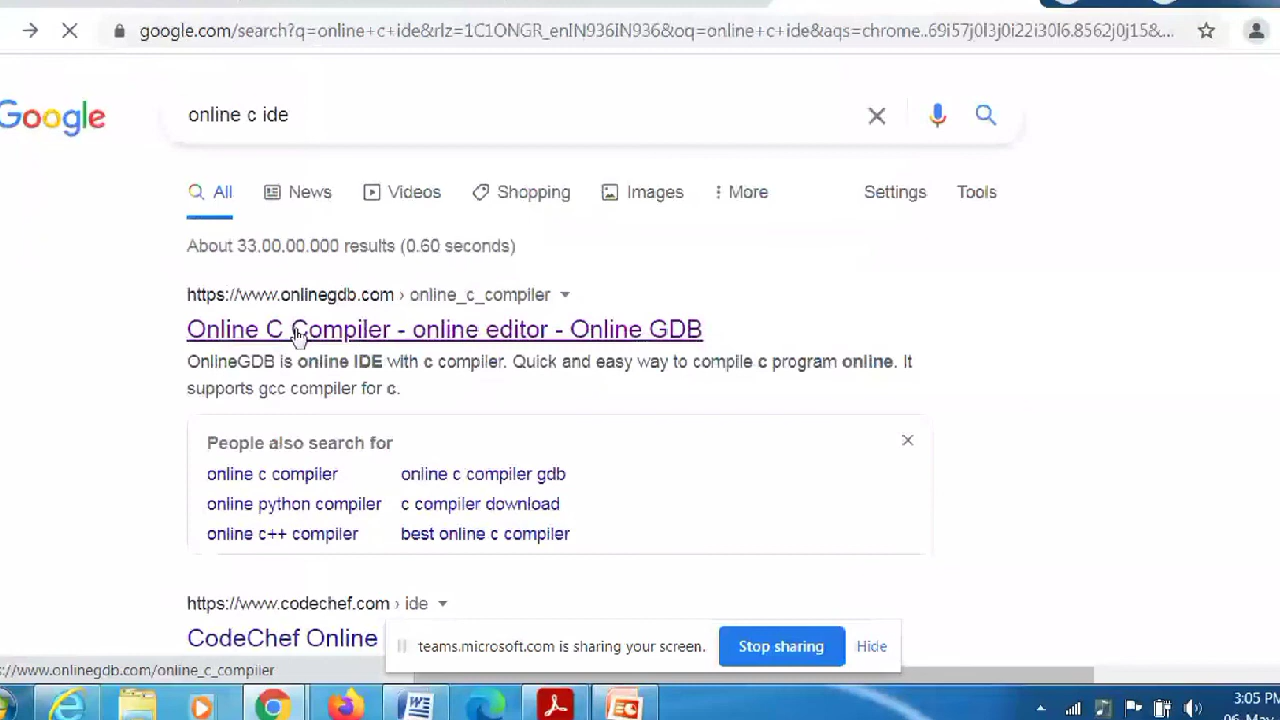 google.com/search?q=online+c+ide&rlz=1C1ONGR_enIN936IN936&oq=online+c+ide&aqs=chrome..69i57j0l3j0i22i30l6.8562j0j15&...
Google
online c ide
All News Videos Shopping Images More Settings Tools
About 33,00,00,000 results (0.60 seconds)
https://www.onlinegdb.com › online_c_compiler
Online C Compiler - online editor - Online GDB
OnlineGDB is online IDE with c compiler. Quick and easy way to compile c program online. It
supports gcc compiler for c.
People also search for
online c compiler online c compiler gdb
online python compiler c compiler download
online c++ compiler best online c compiler
https://www.codechef.com › ide
CodeChef Online
teams.microsoft.com is sharing your screen. Stop sharing Hide
s://www.onlinegdb.com/online_c_compiler
3:05 PM